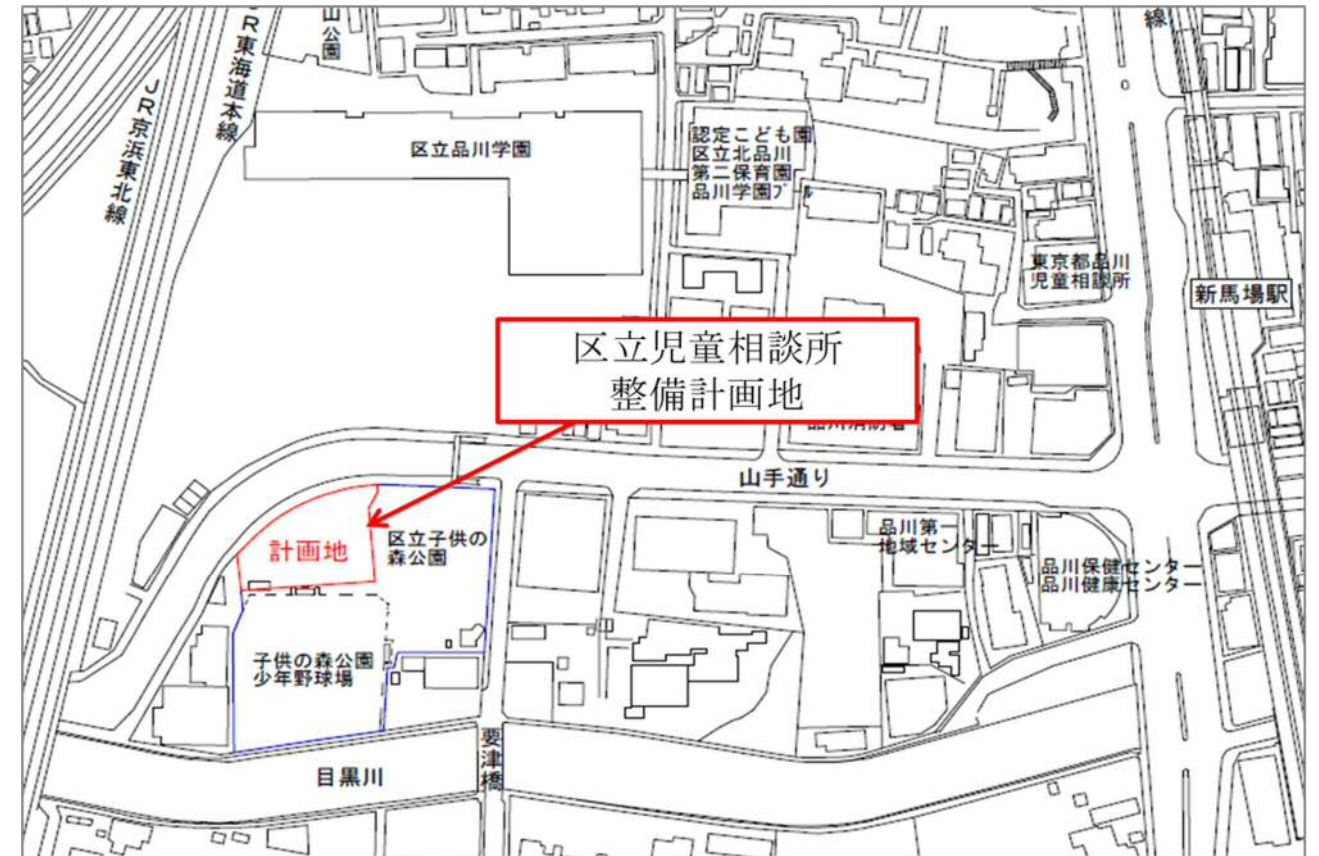 山公園
線
JR東海道本線
JR京浜東北線
区立品川学園
認定こども園
区立北品川
第二保育園
品川学園プール
東京都品川
児童相談所
新馬場駅
区立児童相談所
整備計画地
品川消防署
山手通り
計画地
区立子供の
森公園
品川第一
地域センター
品川保健センター
品川健康センター
子供の森公園
少年野球場
要津橋
目黒川